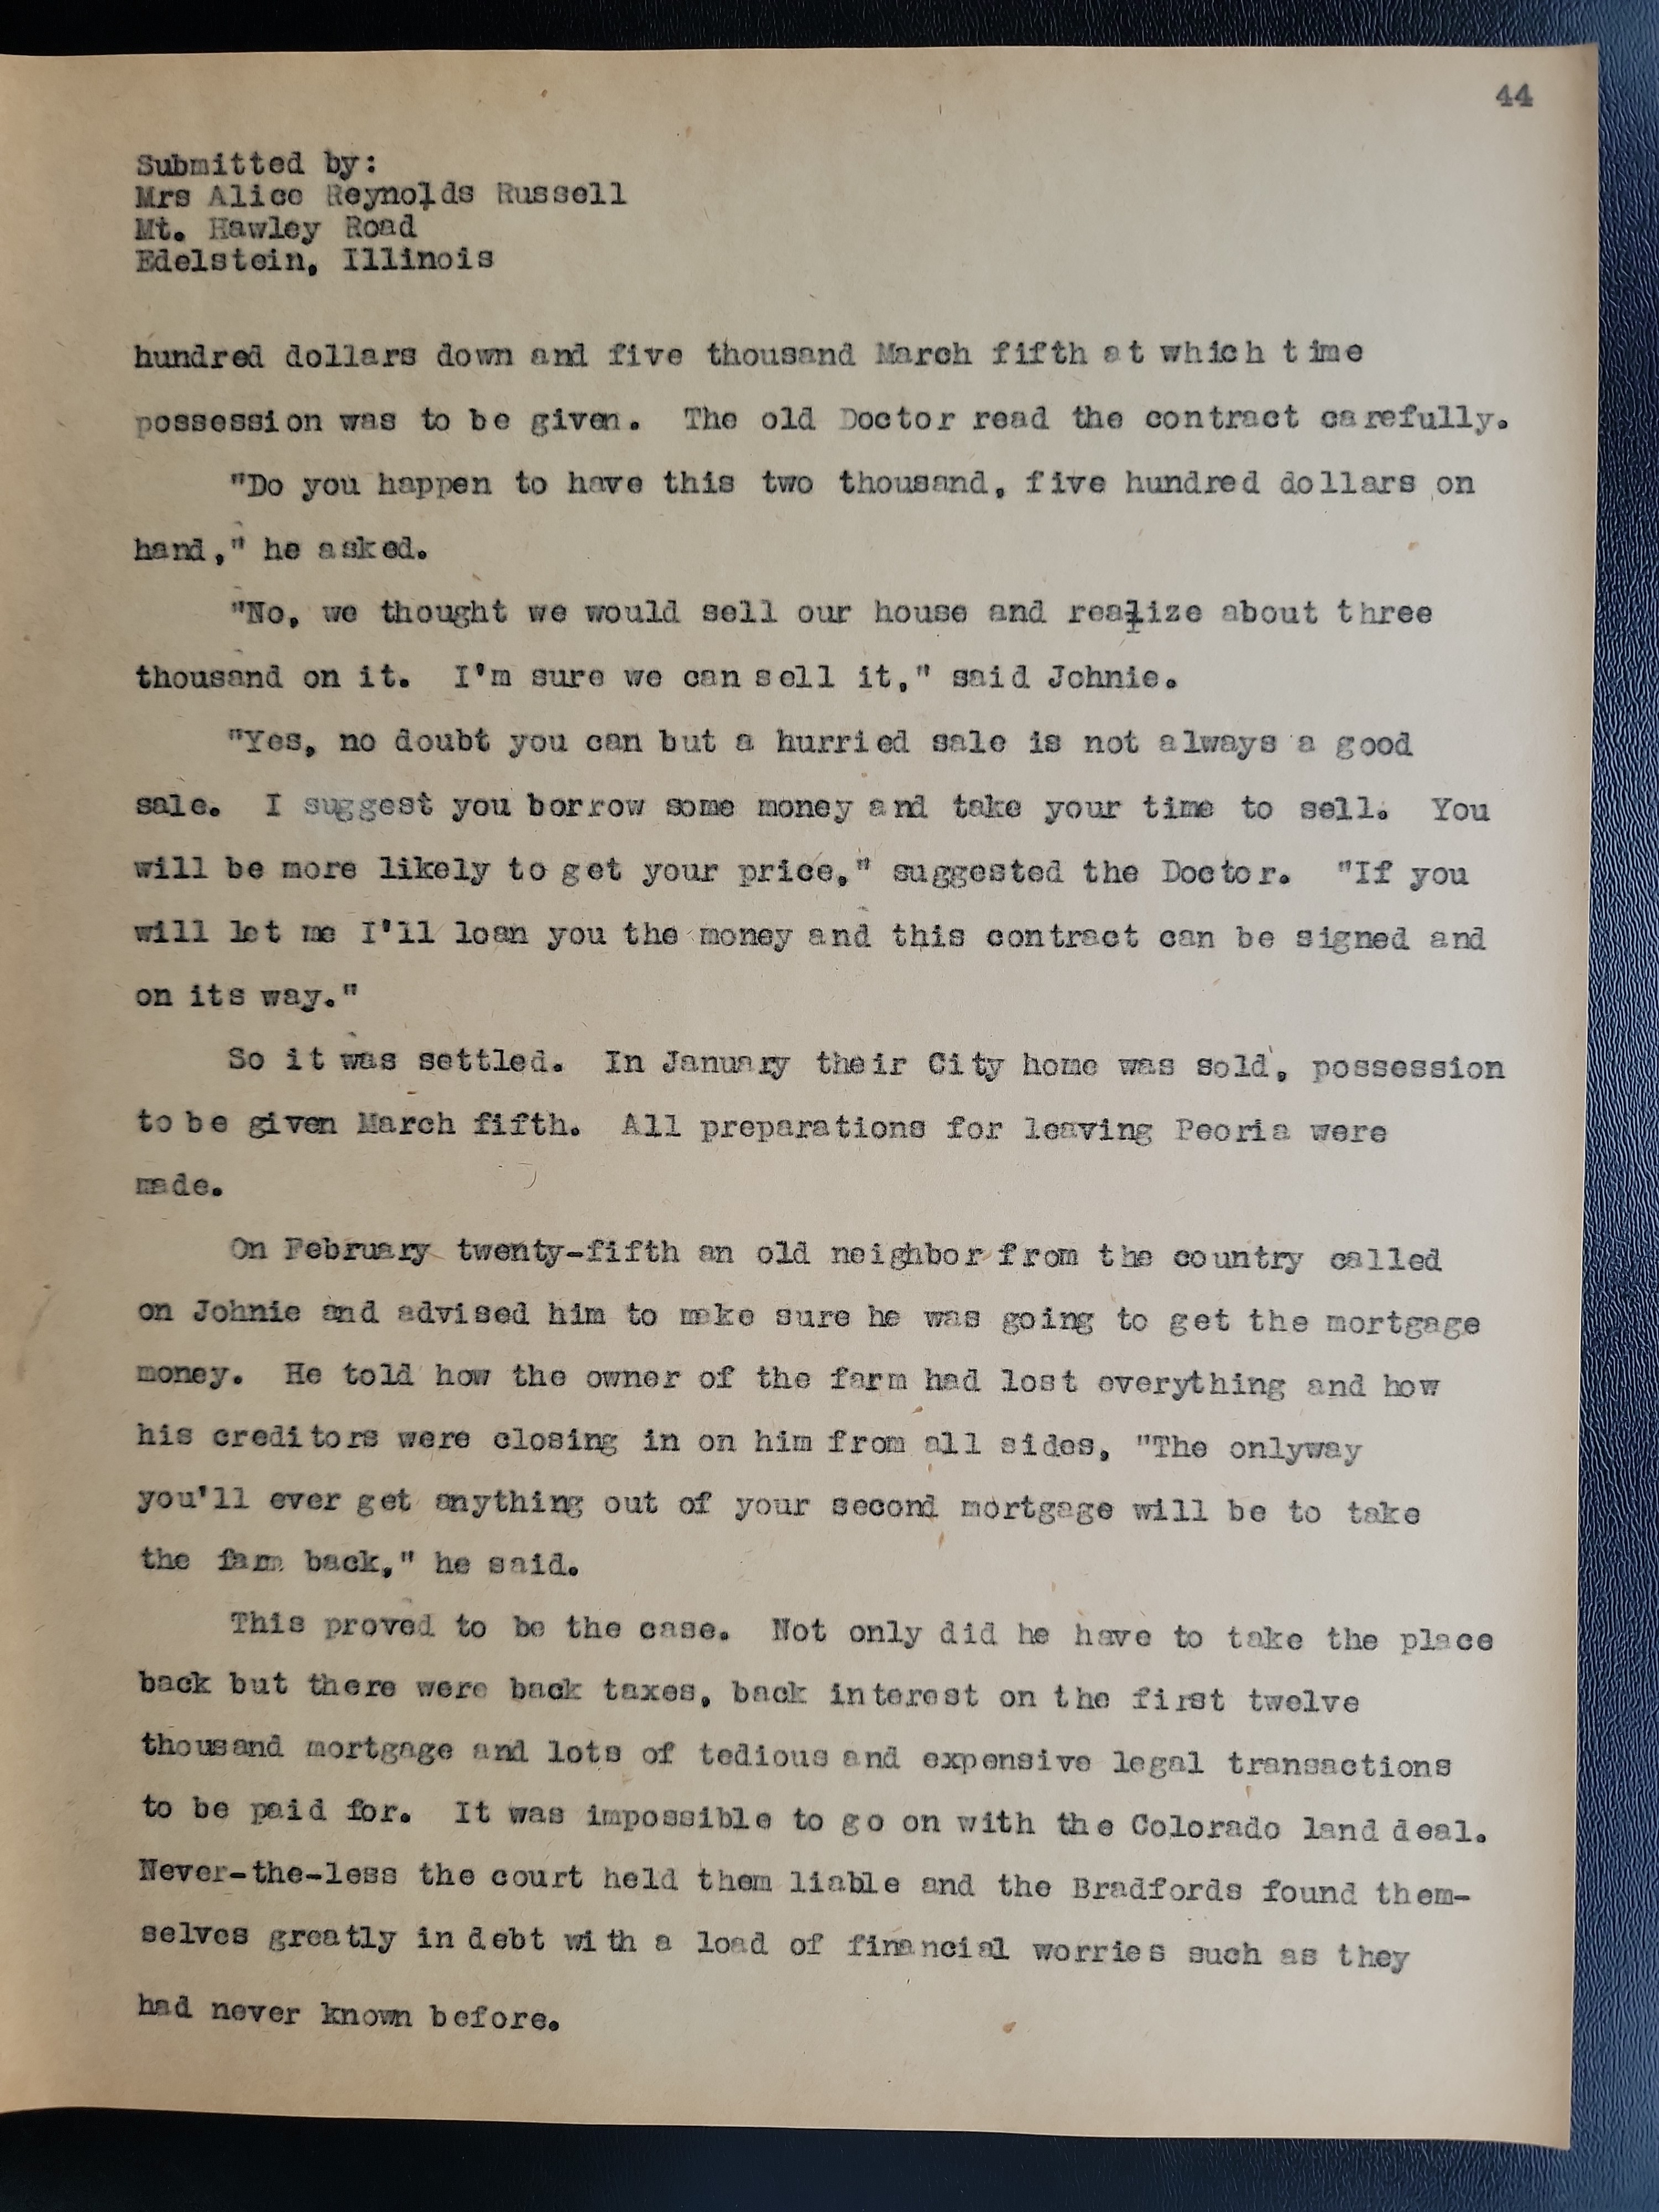 44
Submitted by:
Mrs Alice Reynolds Russell
Mt. Hawley Road
Edelstein, Illinois
hundred dollars down and five thousand March fifth at which time
possession was to be given. The old Doctor read the contract carefully.
"Do you happen to have this two thousand, five hundred dollars on
hand," he asked.
"No, we thought we would sell our house and realize about three
thousand on it. I'm sure we can sell it," said Johnie.
"Yes, no doubt you can but a hurried sale is not always a good
sale. I suggest you borrow some money and take your time to sell. You
will be more likely to get your price," suggested the Doctor. "If you
will let me I'll loan you the money and this contract can be signed and
on its way."
So it was settled. In January their City home was sold, possession
to be given March fifth. All preparations for leaving Peoria were
made.
On February twenty-fifth an old neighbor from the country called
on Johnie and advised him to make sure he was going to get the mortgage
money. He told how the owner of the farm had lost everything and how
his creditors were closing in on him from all sides, "The onlyway
you'll ever get anything out of your second mortgage will be to take
the farm back," he said.
This proved to be the case. Not only did he have to take the place
back but there were back taxes, back interest on the first twelve
thousand mortgage and lots of tedious and expensive legal transactions
to be paid for. It was impossible to go on with the Colorado land deal.
Never-the-less the court held them liable and the Bradfords found them-
selves greatly in debt with a load of financial worries such as they
had never known before.